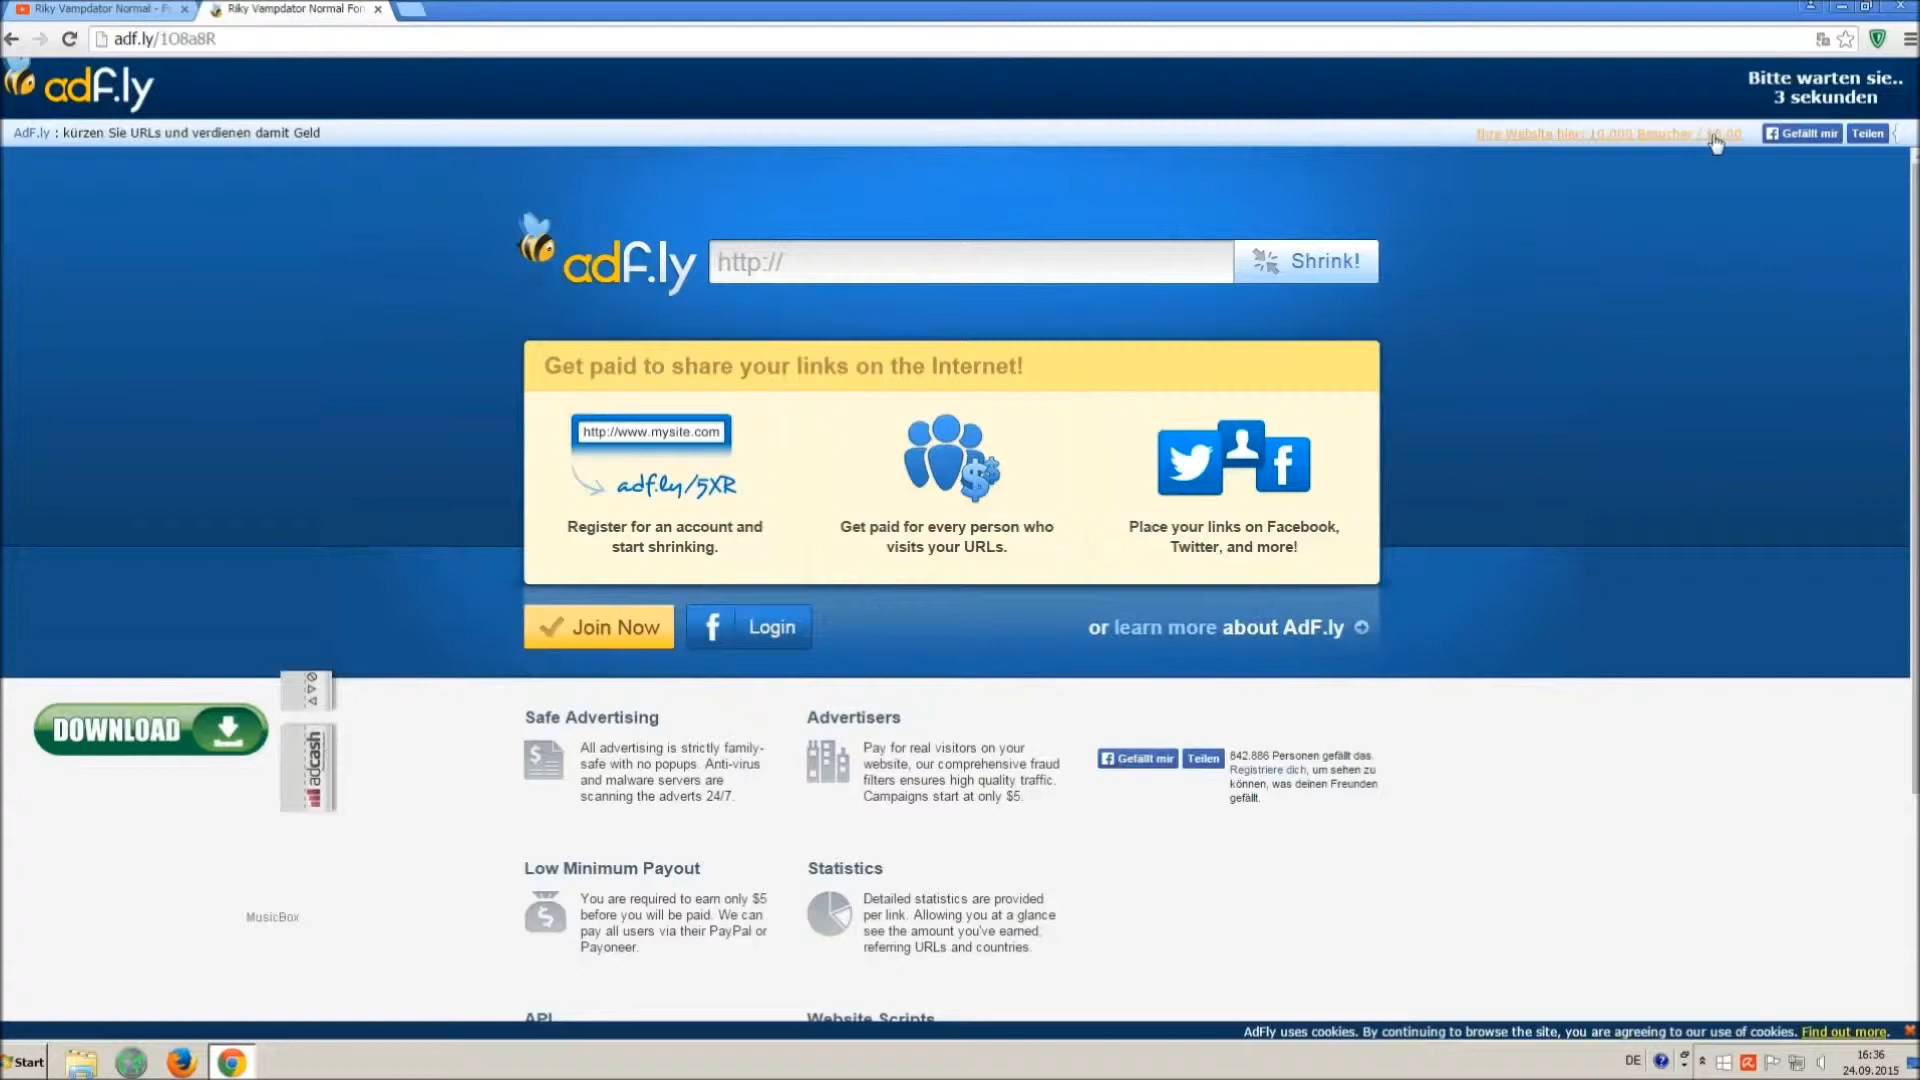 Riky Vampdator Normal - F
Riky Vampdator Normal For
adf.ly/1O8a8R
adf.ly
Bitte warten sie..
3 sekunden
AdF.ly : kürzen Sie URLs und verdienen damit Geld
Ihre Website hier: 10,000 Besucher /
Gefällt mir
Teilen
adf.ly
http://
Shrink!
Get paid to share your links on the Internet!
http://www.mysite.com
adf.ly/5XR
Register for an account and
start shrinking.
Get paid for every person who
visits your URLs.
Place your links on Facebook,
Twitter, and more!
Join Now
Login
or learn more about AdF.ly
DOWNLOAD
adcash
Safe Advertising
All advertising is strictly family-
safe with no popups. Anti-virus
and malware servers are
scanning the adverts 24/7.
Advertisers
Pay for real visitors on your
website, our comprehensive fraud
filters ensures high quality traffic.
Campaigns start at only $5.
Gefällt mir
Teilen
842.886 Personen gefällt das.
Registriere dich, um sehen zu
können, was deinen Freunden
gefällt.
Low Minimum Payout
You are required to earn only $5
before you will be paid. We can
pay all users via their PayPal or
Payoneer.
Statistics
Detailed statistics are provided
per link. Allowing you at a glance
see the amount you've earned,
referring URLs and countries.
MusicBox
API
Website Scripts
AdFly uses cookies. By continuing to browse the site, you are agreeing to our use of cookies. Find out more.
Start
DE
16:36
24.09.2015